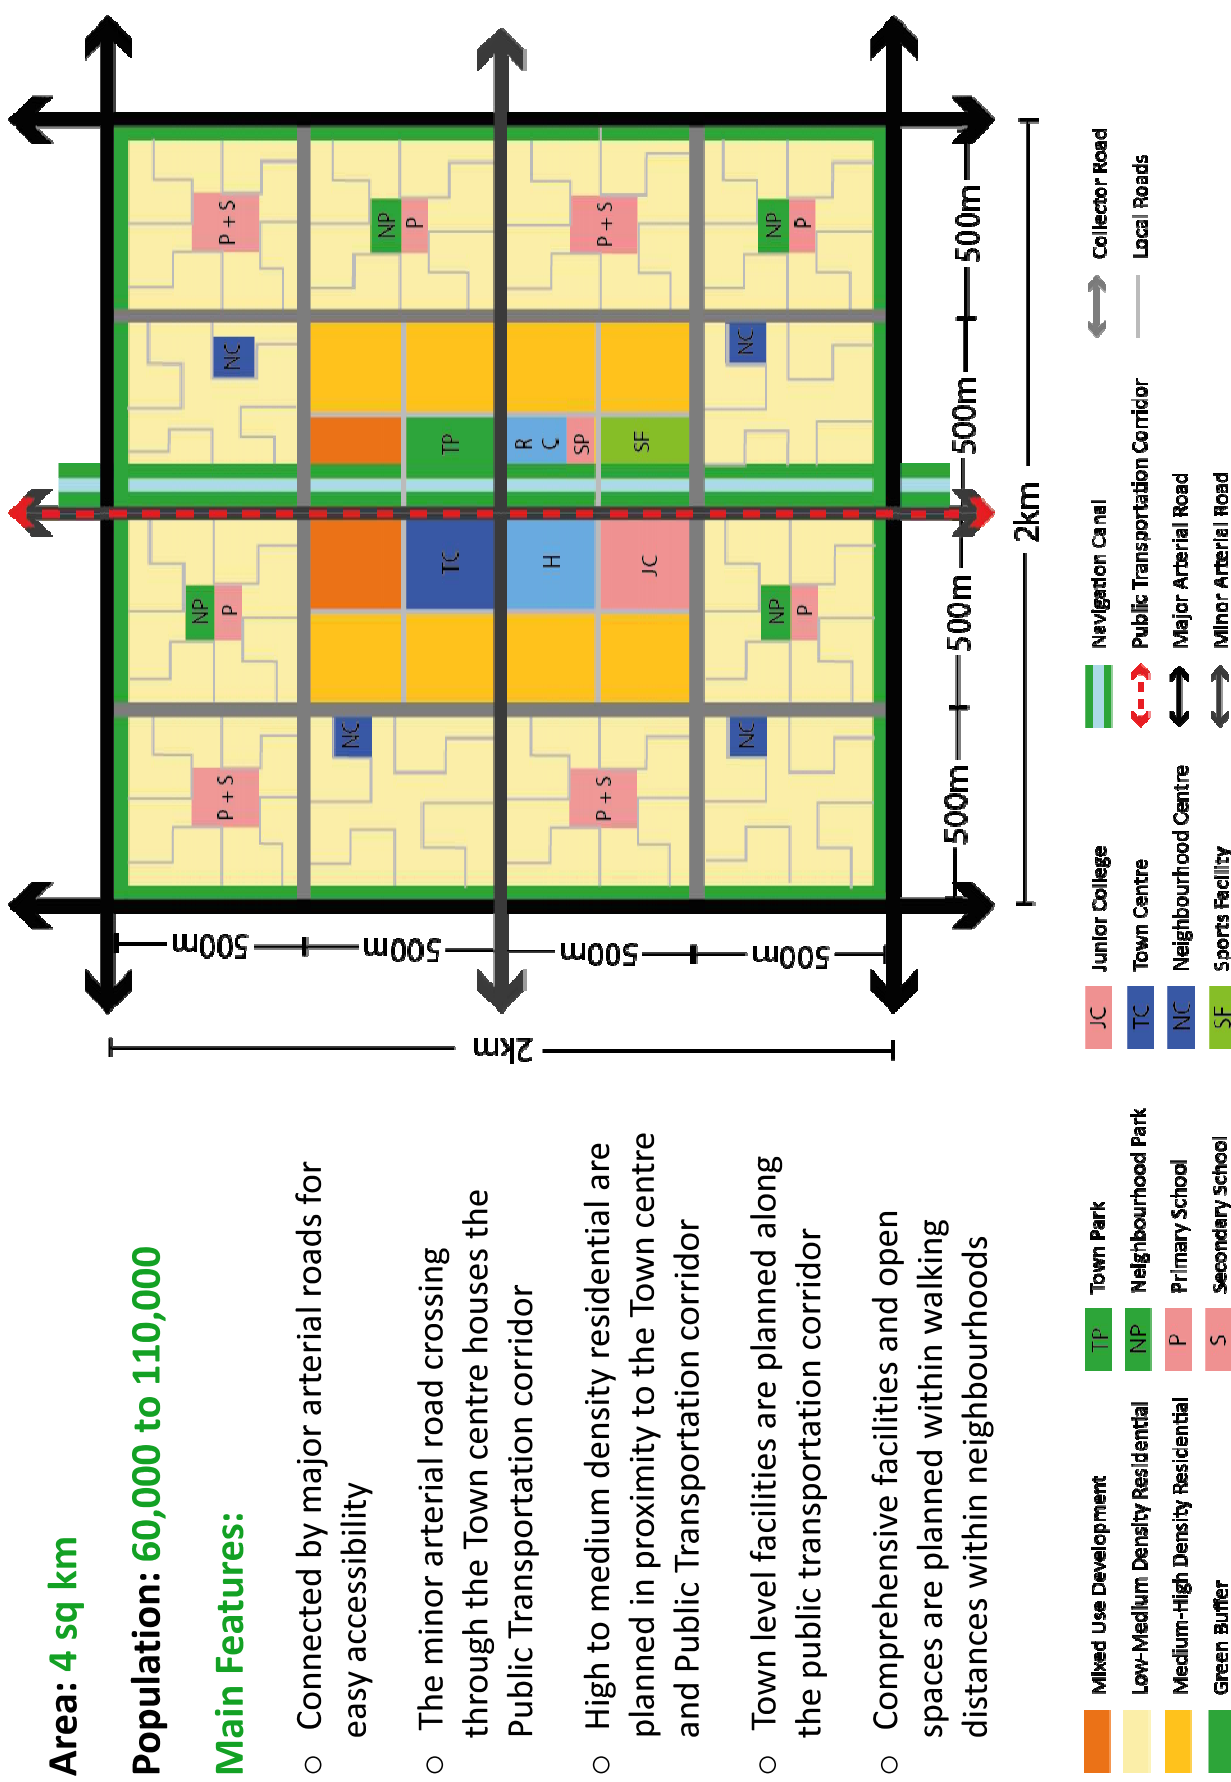 Area: 4 sq km
Population: 60,000 to 110,000
Main Features:
○ Connected by major arterial roads for
easy accessibility
○ The minor arterial road crossing
through the Town centre houses the
Public Transportation corridor
○ High to medium density residential are
planned in proximity to the Town centre
and Public Transportation corridor
○ Town level facilities are planned along
the public transportation corridor
○ Comprehensive facilities and open
spaces are planned within walking
distances within neighbourhoods
2km
500m
500m
500m
500m
P + S
NP
P
NC
P + S
NC
TC
TP
NP
P
P + S
H
R
C
SP
P + S
JC
SF
NC
NP
P
NC
NP
P
500m
500m
500m
500m
2km
Mixed Use Development
Low-Medium Density Residential
Medium-High Density Residential
Green Buffer
TP Town Park
NP Neighbourhood Park
P Primary School
S Secondary School
JC Junior College
TC Town Centre
NC Neighbourhood Centre
SF Sports Facility
Navigation Canal
Public Transportation Corridor
Major Arterial Road
Minor Arterial Road
Collector Road
Local Roads